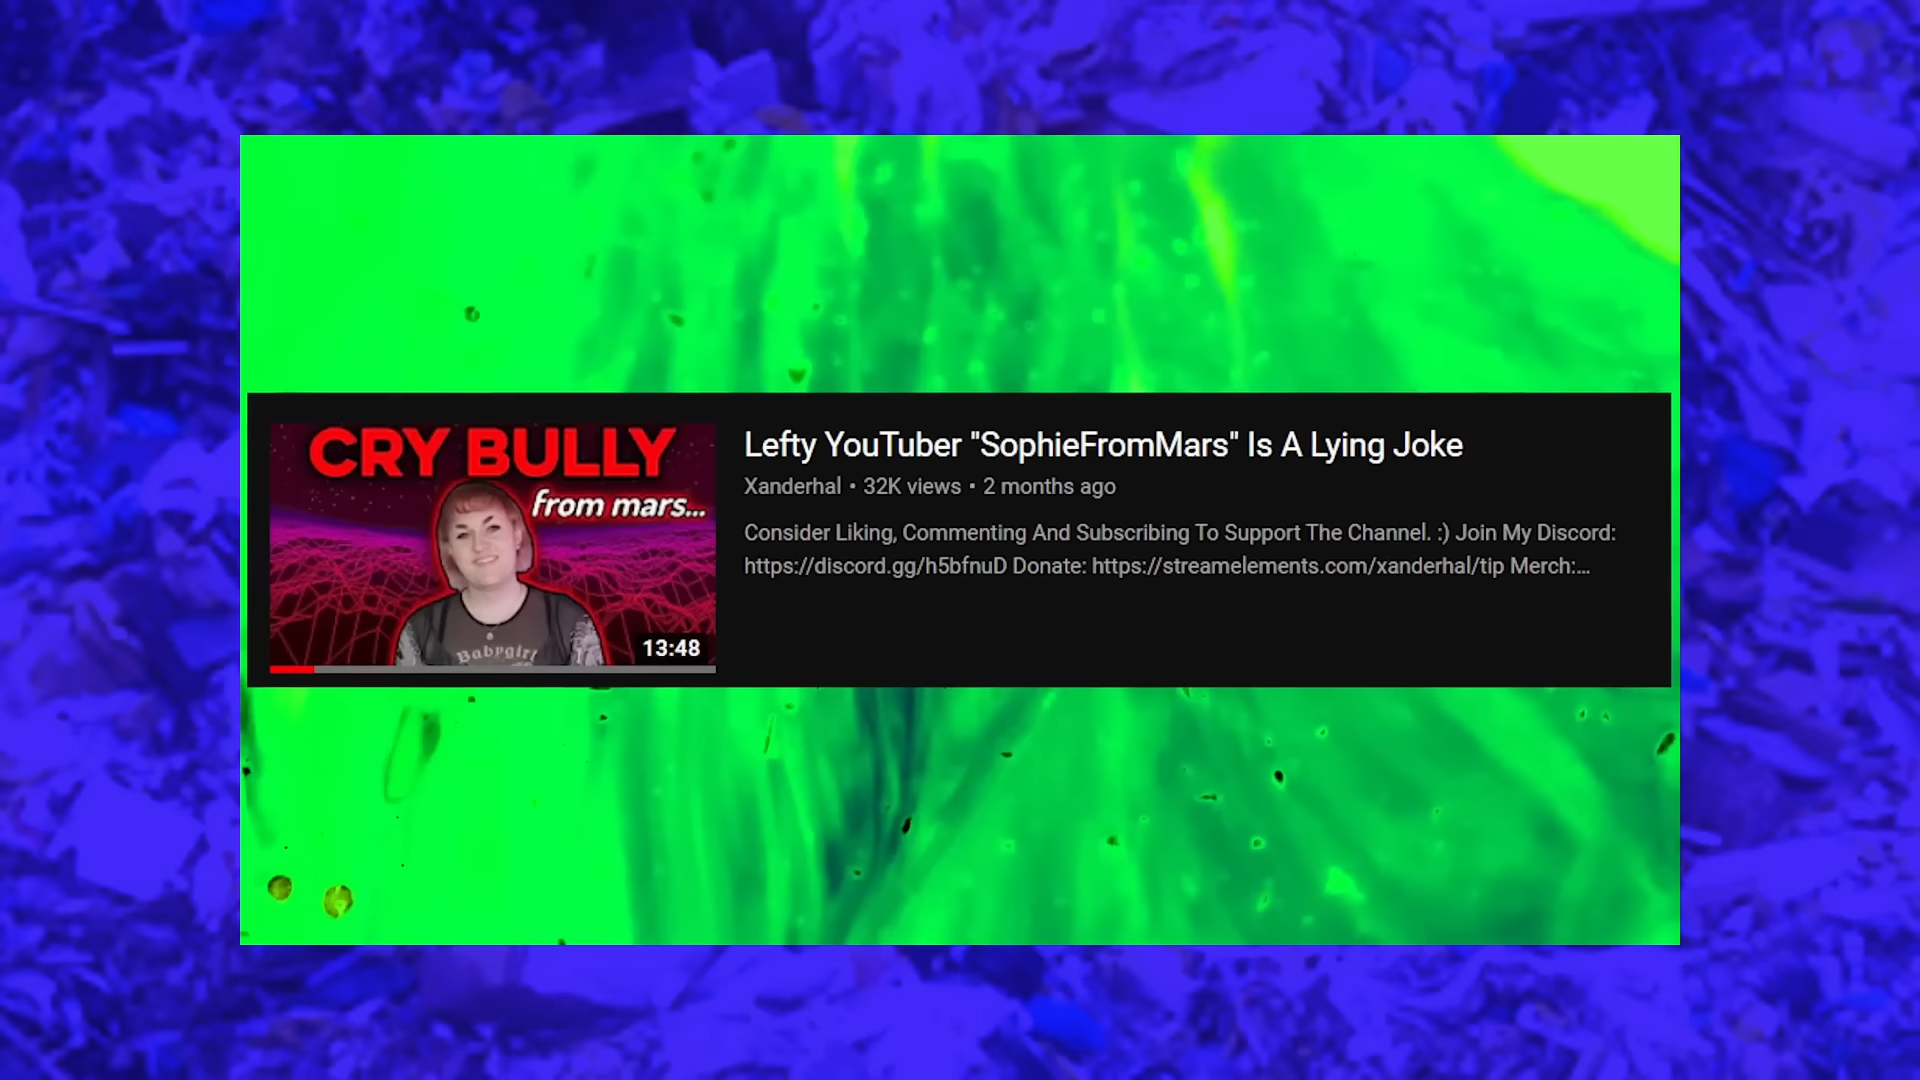 CRY BULLY
from mars...
Babygirl
13:48
Lefty YouTuber "SophieFromMars" Is A Lying Joke
Xanderhal • 32K views • 2 months ago
Consider Liking, Commenting And Subscribing To Support The Channel. :) Join My Discord:
https://discord.gg/h5bfnuD Donate: https://streamelements.com/xanderhal/tip Merch:...